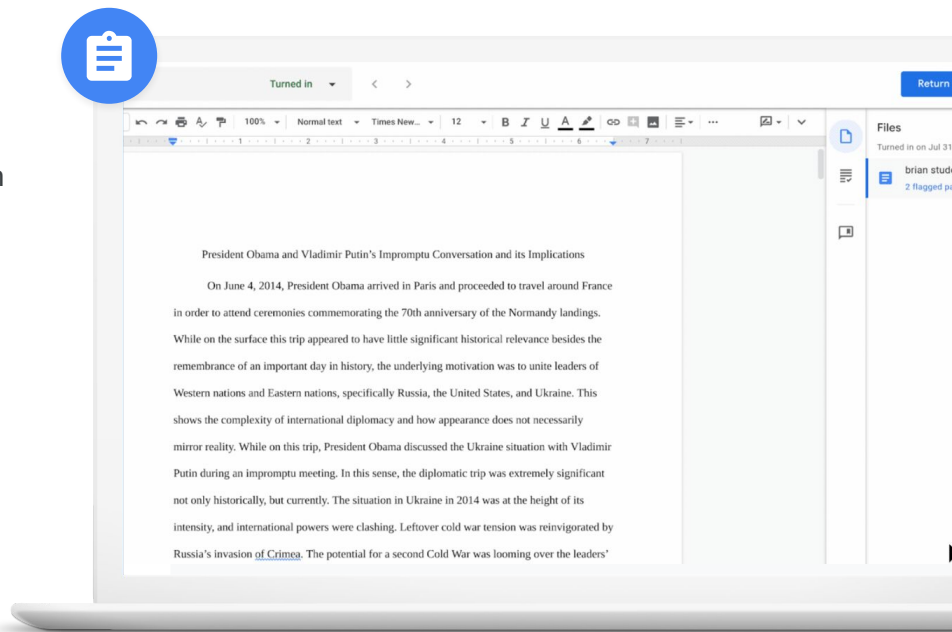 Turned in
Return
100% Normal text Times New... 12 B I U A
1 2 3 4 5 6 7
Files
Turned in on Jul 31
brian
2 flagged
President Obama and Vladimir Putin's Impromptu Conversation and its Implications
On June 4, 2014, President Obama arrived in Paris and proceeded to travel around France
in order to attend ceremonies commemorating the 70th anniversary of the Normandy landings.
While on the surface this trip appeared to have little significant historical relevance besides the
remembrance of an important day in history, the underlying motivation was to unite leaders of
Western nations and Eastern nations, specifically Russia, the United States, and Ukraine. This
shows the complexity of international diplomacy and how appearance does not necessarily
mirror reality. While on this trip, President Obama discussed the Ukraine situation with Vladimir
Putin during an impromptu meeting. In this sense, the diplomatic trip was extremely significant
not only historically, but currently. The situation in Ukraine in 2014 was at the height of its
intensity, and international powers were clashing. Leftover cold war tension was reinvigorated by
Russia's invasion of Crimea. The potential for a second Cold War was looming over the leaders'